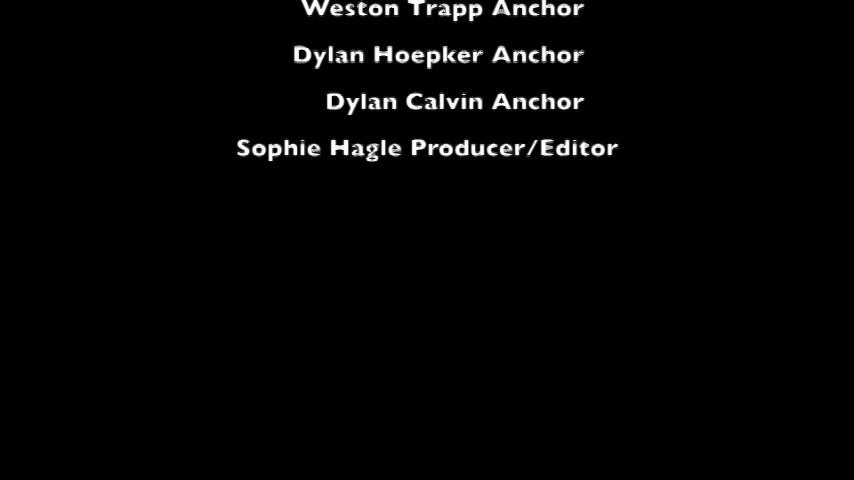 Weston Trapp Anchor
Dylan Hoepker Anchor
Dylan Calvin Anchor
Sophie Hagle Producer/Editor